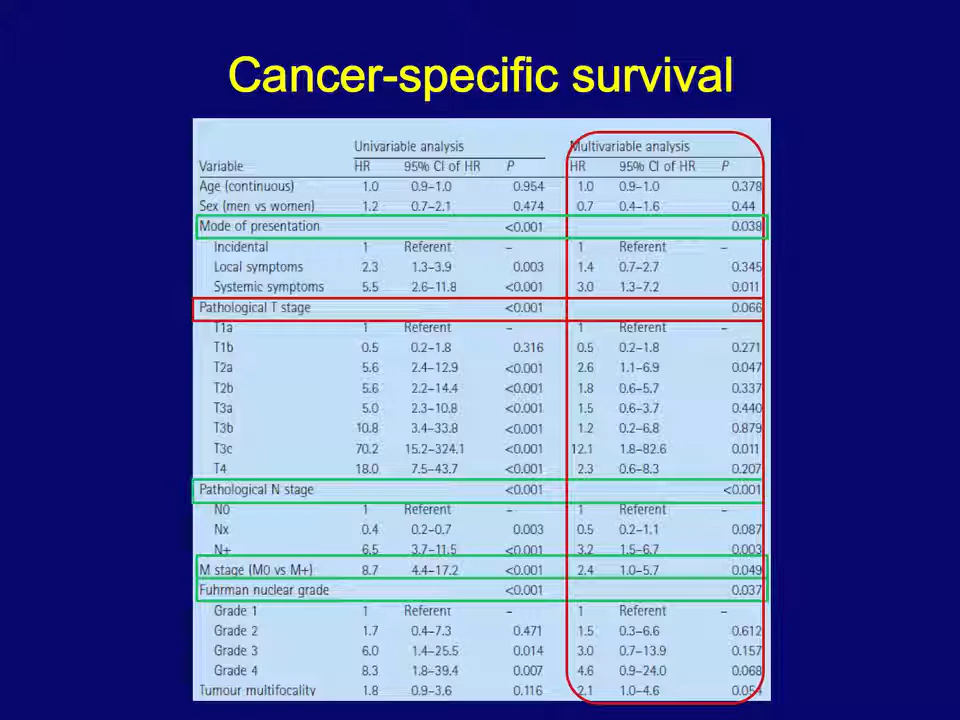 Cancer-specific survival
Univariable analysis Multivariable analysis
Variable HR 95% CI of HR P HR 95% CI of HR P
Age (continuous) 1.0 0.9–1.0 0.954 1.0 0.9–1.0 0.378
Sex (men vs women) 1.2 0.7–2.1 0.474 0.7 0.4–1.6 0.44
Mode of presentation <0.001 0.038
Incidental 1 Referent – 1 Referent –
Local symptoms 2.3 1.3–3.9 0.003 1.4 0.7–2.7 0.345
Systemic symptoms 5.5 2.6–11.8 <0.001 3.0 1.3–7.2 0.011
Pathological T stage <0.001 0.066
T1a 1 Referent – 1 Referent –
T1b 0.5 0.2–1.8 0.316 0.5 0.2–1.8 0.271
T2a 5.6 2.4–12.9 <0.001 2.6 1.1–6.9 0.047
T2b 5.6 2.2–14.4 <0.001 1.8 0.6–5.7 0.337
T3a 5.0 2.3–10.8 <0.001 1.5 0.6–3.7 0.440
T3b 10.8 3.4–33.8 <0.001 1.2 0.2–6.8 0.879
T3c 70.2 15.2–324.1 <0.001 12.1 1.8–82.6 0.011
T4 18.0 7.5–43.7 <0.001 2.3 0.6–8.3 0.207
Pathological N stage <0.001 <0.001
N0 1 Referent – 1 Referent –
Nx 0.4 0.2–0.7 0.003 0.5 0.2–1.1 0.087
N+ 6.5 3.7–11.5 <0.001 3.2 1.5–6.7 0.003
M stage (M0 vs M+) 8.7 4.4–17.2 <0.001 2.4 1.0–5.7 0.049
Fuhrman nuclear grade <0.001 0.037
Grade 1 1 Referent – 1 Referent –
Grade 2 1.7 0.4–7.3 0.471 1.5 0.3–6.6 0.612
Grade 3 6.0 1.4–25.5 0.014 3.0 0.7–13.9 0.157
Grade 4 8.3 1.8–39.4 0.007 4.6 0.9–24.0 0.068
Tumour multifocality 1.8 0.9–3.6 0.116 2.1 1.0–4.6 0.054